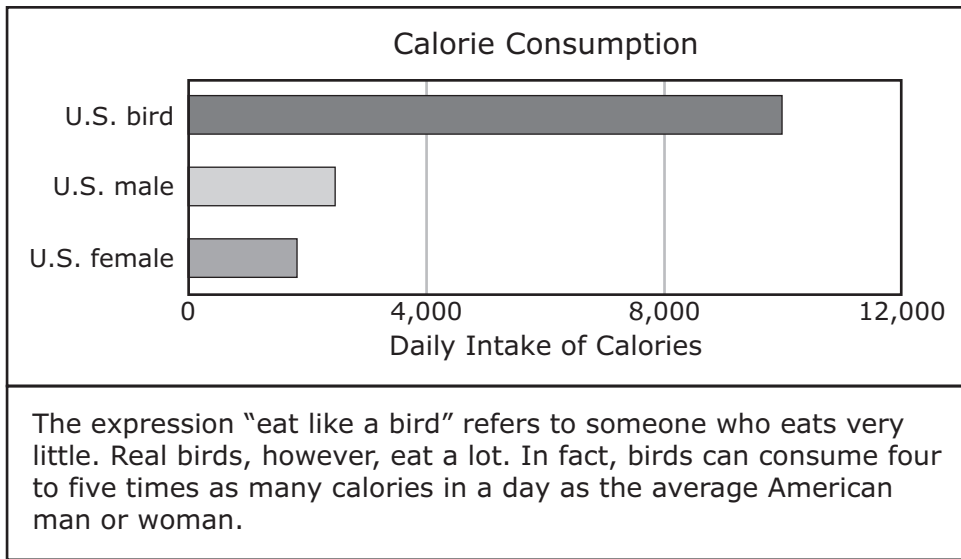 Calorie Consumption
U.S. bird
U.S. male
U.S. female
0 4,000 8,000 12,000
Daily Intake of Calories
The expression “eat like a bird” refers to someone who eats very
little. Real birds, however, eat a lot. In fact, birds can consume four
to five times as many calories in a day as the average American
man or woman.